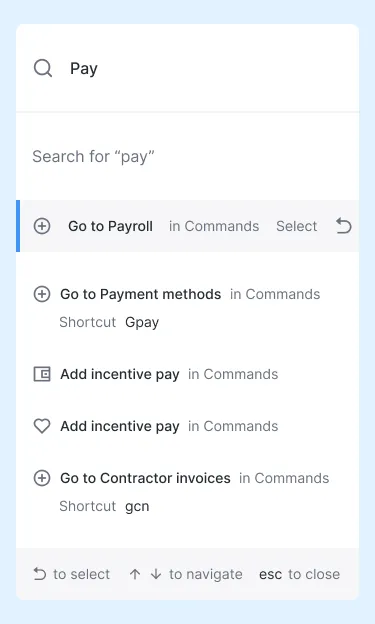 Pay
Search for “pay”
Go to Payroll in Commands Select
Go to Payment methods in Commands
Shortcut Gpay
Add incentive pay in Commands
Add incentive pay in Commands
Go to Contractor invoices in Commands
Shortcut gcn
to select to navigate esc to close